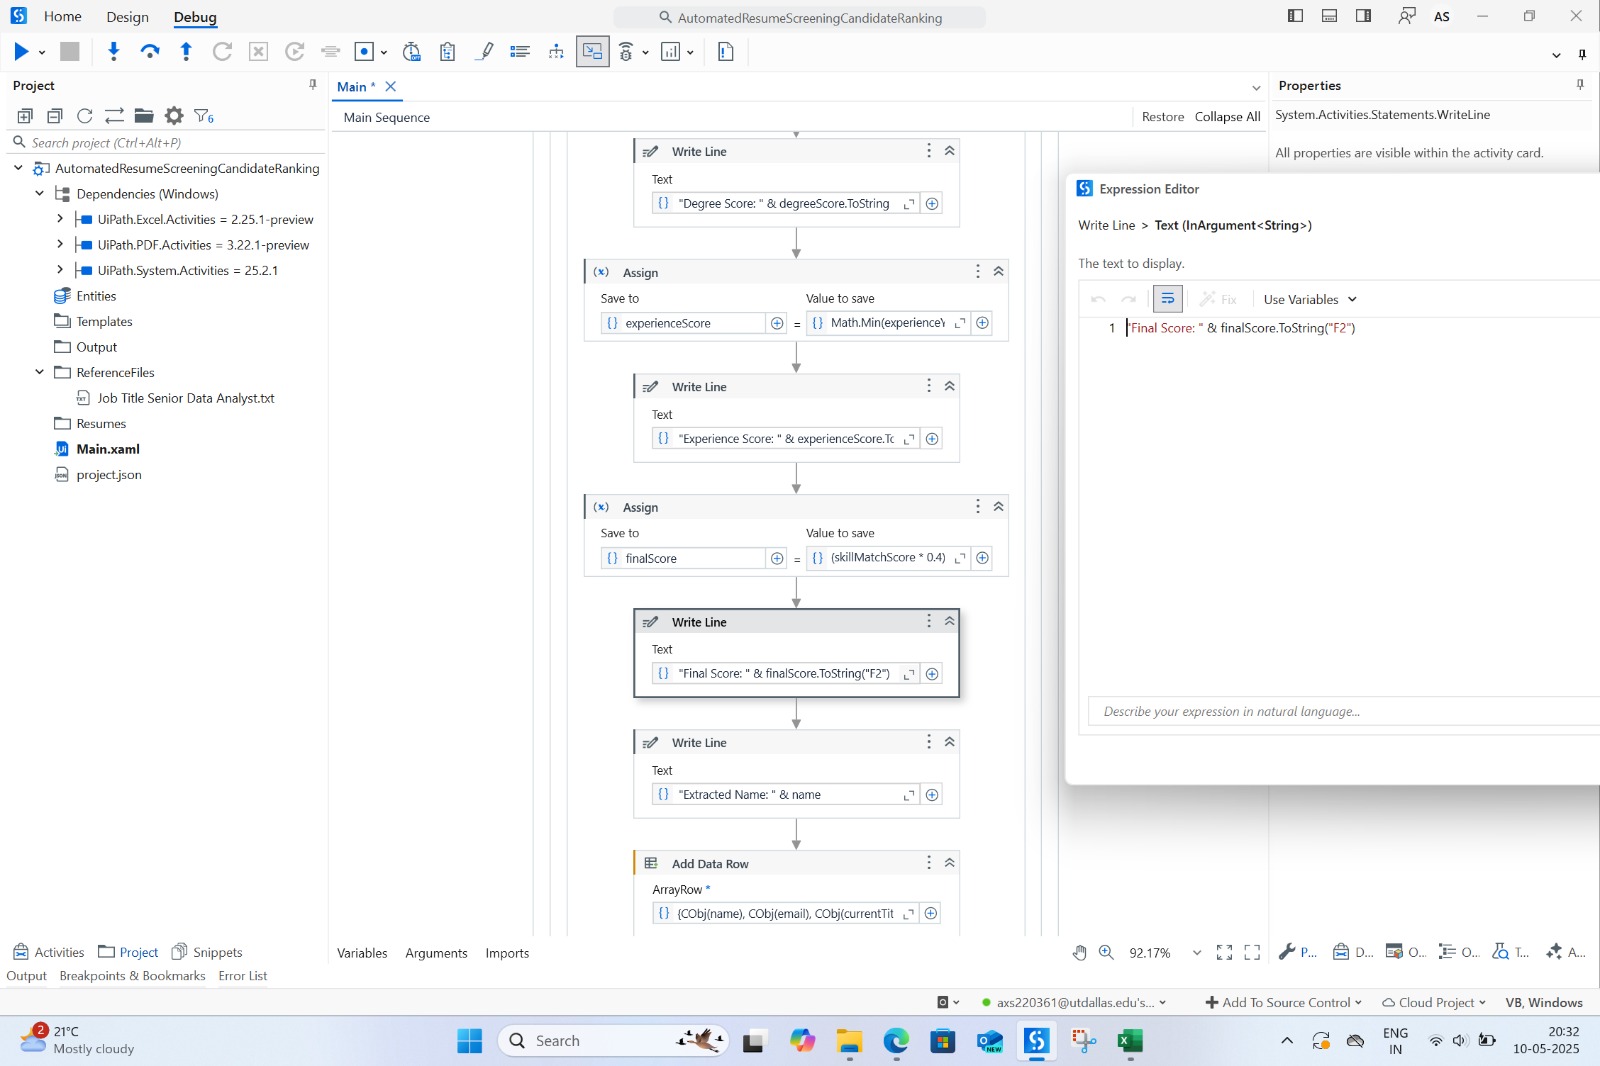 Home Design Debug
AutomatedResumeScreeningCandidateRanking
AS
Project
Main *
Properties
Main Sequence
Restore Collapse All
System.Activities.Statements.WriteLine
All properties are visible within the activity card.
6
Search project (Ctrl+Alt+P)
AutomatedResumeScreeningCandidateRanking
Dependencies (Windows)
UiPath.Excel.Activities = 2.25.1-preview
UiPath.PDF.Activities = 3.22.1-preview
UiPath.System.Activities = 25.2.1
Entities
Templates
Output
ReferenceFiles
Job Title Senior Data Analyst.txt
Resumes
Main.xaml
project.json
Write Line
Text
"Degree Score: " & degreeScore.ToString
Assign
Save to Value to save
experienceScore = Math.Min(experienceY
Write Line
Text
"Experience Score: " & experienceScore.Tc
Assign
Save to Value to save
finalScore = (skillMatchScore * 0.4)
Write Line
Text
"Final Score: " & finalScore.ToString("F2")
Write Line
Text
"Extracted Name: " & name
Add Data Row
ArrayRow *
{CObj(name), CObj(email), CObj(currentTit
Expression Editor
Write Line > Text (InArgument<String>)
The text to display.
Fix Use Variables
1 "Final Score: " & finalScore.ToString("F2")
Describe your expression in natural language...
Activities Project Snippets
Variables Arguments Imports
92.17%
P... D... O... O... T... A...
Output Breakpoints & Bookmarks Error List
axs220361@utdallas.edu's...
Add To Source Control
Cloud Project
VB, Windows
2
21°C
Mostly cloudy
Search
NEW
ENG
IN
20:32
10-05-2025